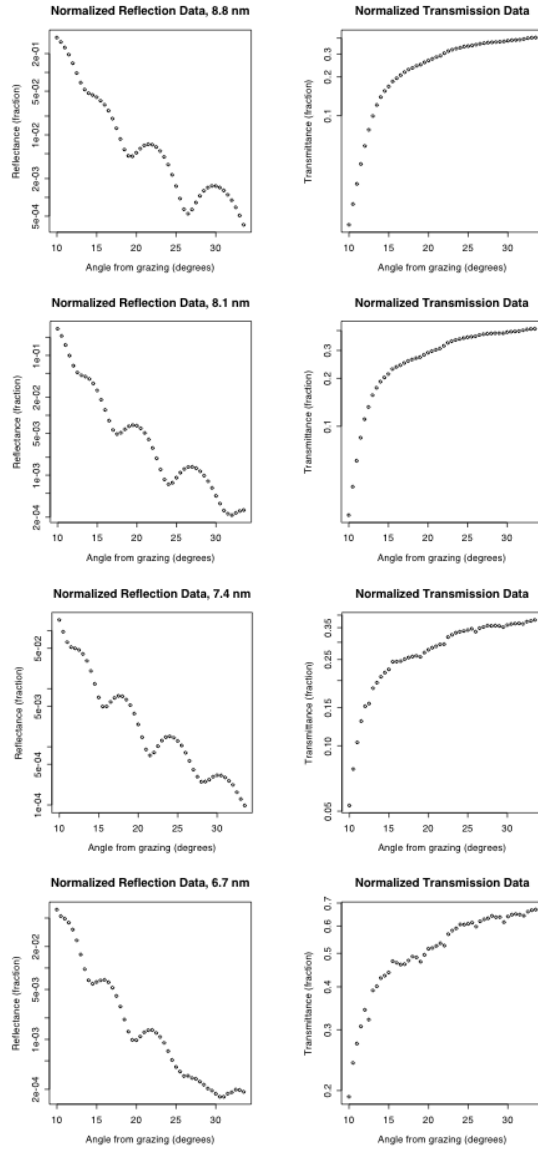 Normalized Reflection Data, 8.8 nm
Reflectance (fraction)
2e-01
5e-02
1e-02
2e-03
5e-04
10 15 20 25 30
Angle from grazing (degrees)
Normalized Transmission Data
Transmittance (fraction)
0.3
0.2
0.1
10 15 20 25 30
Angle from grazing (degrees)
Normalized Reflection Data, 8.1 nm
Reflectance (fraction)
1e-01
2e-02
5e-03
1e-03
2e-04
10 15 20 25 30
Angle from grazing (degrees)
Normalized Transmission Data
Transmittance (fraction)
0.3
0.2
0.1
10 15 20 25 30
Angle from grazing (degrees)
Normalized Reflection Data, 7.4 nm
Reflectance (fraction)
5e-02
5e-03
5e-04
1e-04
10 15 20 25 30
Angle from grazing (degrees)
Normalized Transmission Data
Transmittance (fraction)
0.35
0.25
0.15
0.10
0.05
10 15 20 25 30
Angle from grazing (degrees)
Normalized Reflection Data, 6.7 nm
Reflectance (fraction)
2e-02
5e-03
1e-03
2e-04
10 15 20 25 30
Angle from grazing (degrees)
Normalized Transmission Data
Transmittance (fraction)
0.7
0.6
0.5
0.4
0.3
0.2
10 15 20 25 30
Angle from grazing (degrees)